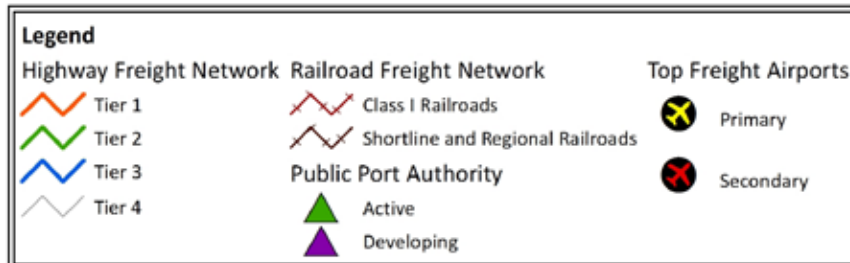 Legend
Highway Freight Network
Tier 1
Tier 2
Tier 3
Tier 4
Railroad Freight Network
Class I Railroads
Shortline and Regional Railroads
Public Port Authority
Active
Developing
Top Freight Airports
Primary
Secondary